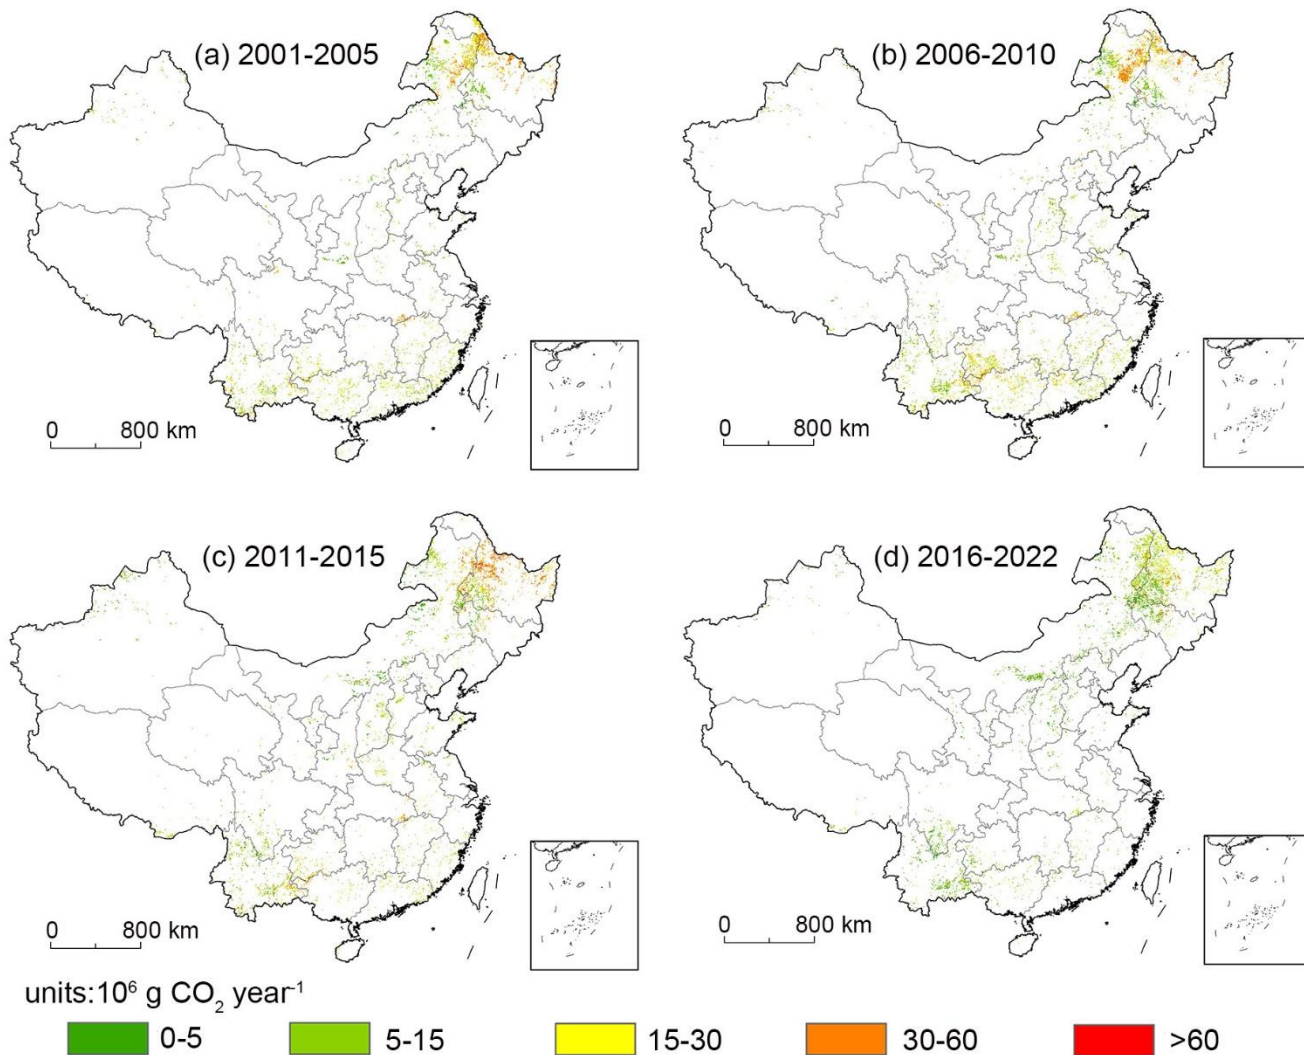 (a) 2001-2005
(b) 2006-2010
0 800 km
0 800 km
(c) 2011-2015
(d) 2016-2022
0 800 km
0 800 km
units:10⁶ g CO₂ year⁻¹
0-5 5-15 15-30 30-60 >60